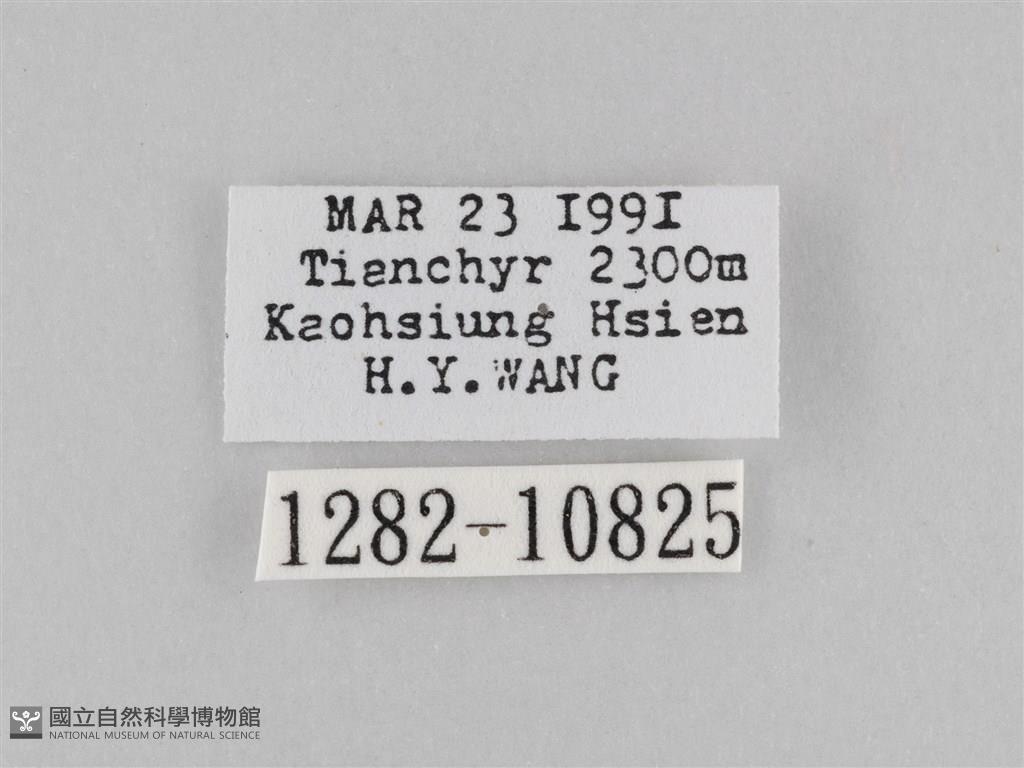 MAR 23 1991
Tienchyr 2300m
Kaohsiung Hsien
H.Y.WANG
1282-10825
國立自然科學博物館
NATIONAL MUSEUM OF NATURAL SCIENCE